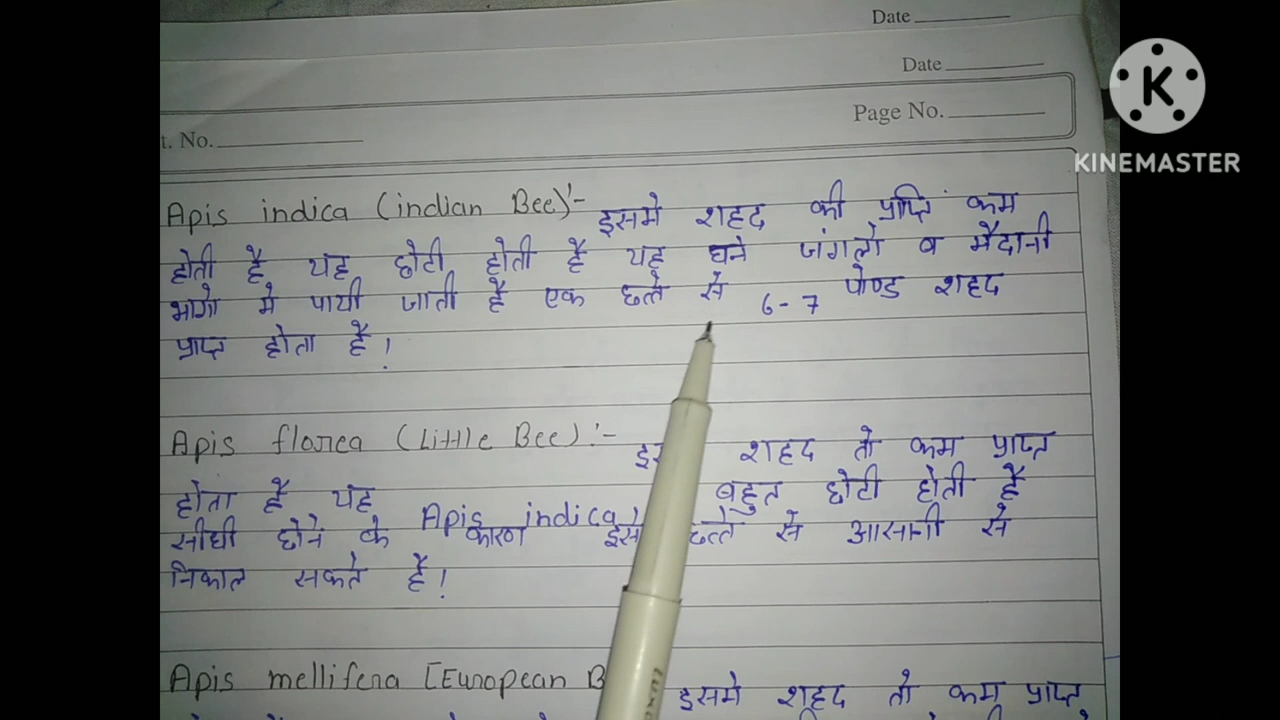 Date
Date
Page No.
t. No.
K
KINEMASTER
Apis indica (indian Bee):- इसमे शहद की प्राप्ति कम
होती है यह छोटी होती है यह घने जंगलो व मैदानी
भागो मे पायी जाती है एक छत्ते से 6-7 पोण्ड शहद
प्राप्त होता है!
Apis florea (Little Bee):- शहद तो कम प्राप्त
होता है यह Apis indica बहुत छोटी होती है
सीधी होने के कारण छत्ते से आसानी से
निकाल सकते है!
Apis mellifera [European B इसमे शहद तो कम प्राप्त